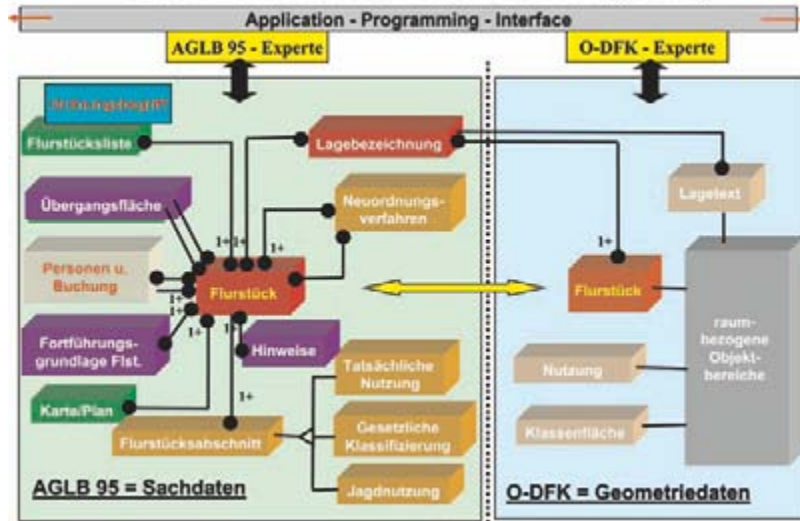 Application - Programming - Interface
AGLB 95 - Experte
O-DFK - Experte
Flurstücksliste
Lagebezeichnung
Lagetext
Übergangsfläche
Neuordnungs-
verfahren
1+
1+
1+
1+
Personen u.
Buchung
Flurstück
Flurstück
1+
1+
1+
1+
raum-
bezogene
Objekt-
bereiche
Fortführungs-
grundlage Flst.
Hinweise
Tatsächliche
Nutzung
Nutzung
1+
Karte/Plan
Flurstücksabschnitt
Gesetzliche
Klassifizierung
Klassenfläche
Jagdnutzung
AGLB 95 = Sachdaten
O-DFK = Geometriedaten